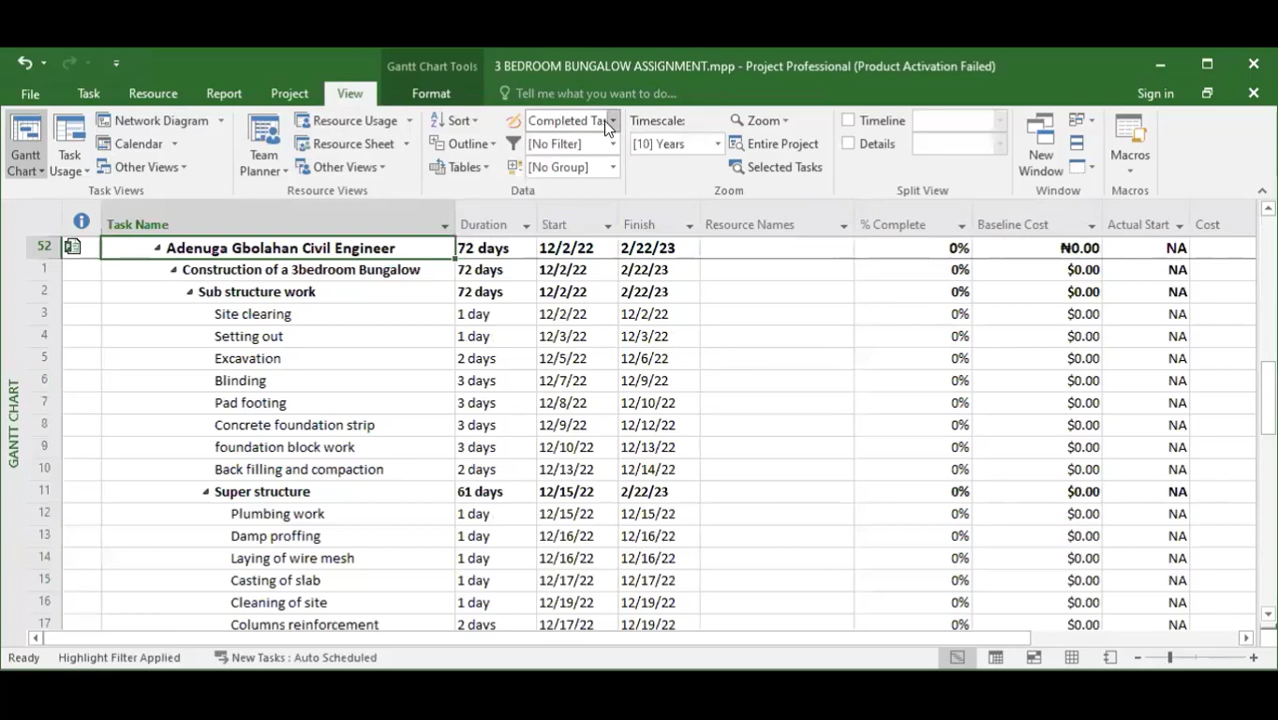 Gantt Chart Tools
3 BEDROOM BUNGALOW ASSIGNMENT.mpp - Project Professional (Product Activation Failed)
File Task Resource Report Project View Format Tell me what you want to do... Sign in
Gantt Chart
Task Usage
Network Diagram
Calendar
Other Views
Task Views
Team Planner
Resource Usage
Resource Sheet
Other Views
Resource Views
Sort
Outline
Tables
Completed Ta
[No Filter]
[No Group]
Data
Timescale:
[10] Years
Zoom
Entire Project
Selected Tasks
Zoom
Timeline
Details
Split View
New Window
Window
Macros
Macros
Task Name Duration Start Finish Resource Names % Complete Baseline Cost Actual Start Cost
52 Adenuga Gbolahan Civil Engineer 72 days 12/2/22 2/22/23 0% ₦0.00 NA
1 Construction of a 3bedroom Bungalow 72 days 12/2/22 2/22/23 0% $0.00 NA
2 Sub structure work 72 days 12/2/22 2/22/23 0% $0.00 NA
3 Site clearing 1 day 12/2/22 12/2/22 0% $0.00 NA
4 Setting out 1 day 12/3/22 12/3/22 0% $0.00 NA
5 Excavation 2 days 12/5/22 12/6/22 0% $0.00 NA
6 Blinding 3 days 12/7/22 12/9/22 0% $0.00 NA
7 Pad footing 3 days 12/8/22 12/10/22 0% $0.00 NA
8 Concrete foundation strip 3 days 12/9/22 12/12/22 0% $0.00 NA
9 foundation block work 3 days 12/10/22 12/13/22 0% $0.00 NA
10 Back filling and compaction 2 days 12/13/22 12/14/22 0% $0.00 NA
11 Super structure 61 days 12/15/22 2/22/23 0% $0.00 NA
12 Plumbing work 1 day 12/15/22 12/15/22 0% $0.00 NA
13 Damp proffing 1 day 12/16/22 12/16/22 0% $0.00 NA
14 Laying of wire mesh 1 day 12/16/22 12/16/22 0% $0.00 NA
15 Casting of slab 1 day 12/17/22 12/17/22 0% $0.00 NA
16 Cleaning of site 1 day 12/19/22 12/19/22 0% $0.00 NA
17 Columns reinforcement 2 days 12/17/22 12/19/22 0% $0.00 NA
GANTT CHART
Ready Highlight Filter Applied New Tasks : Auto Scheduled